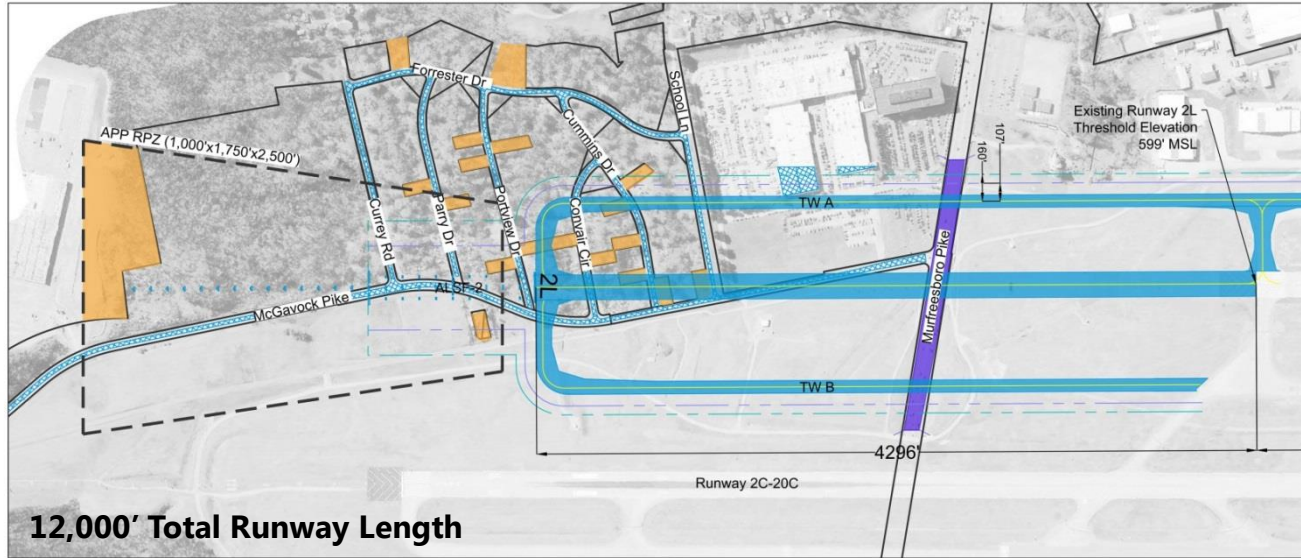 Forrester Dr
School Ln
APP RPZ (1,000'x1,750'x2,500')
Existing Runway 2L
Threshold Elevation
599' MSL
160'
107'
Cummins Dr
Currey Rd
Parry Dr
Portview Dr
Convair Cir
TW A
2L
ALSF-2
McGavock Pike
Murfreesboro Pike
TW B
4296'
Runway 2C-20C
12,000' Total Runway Length